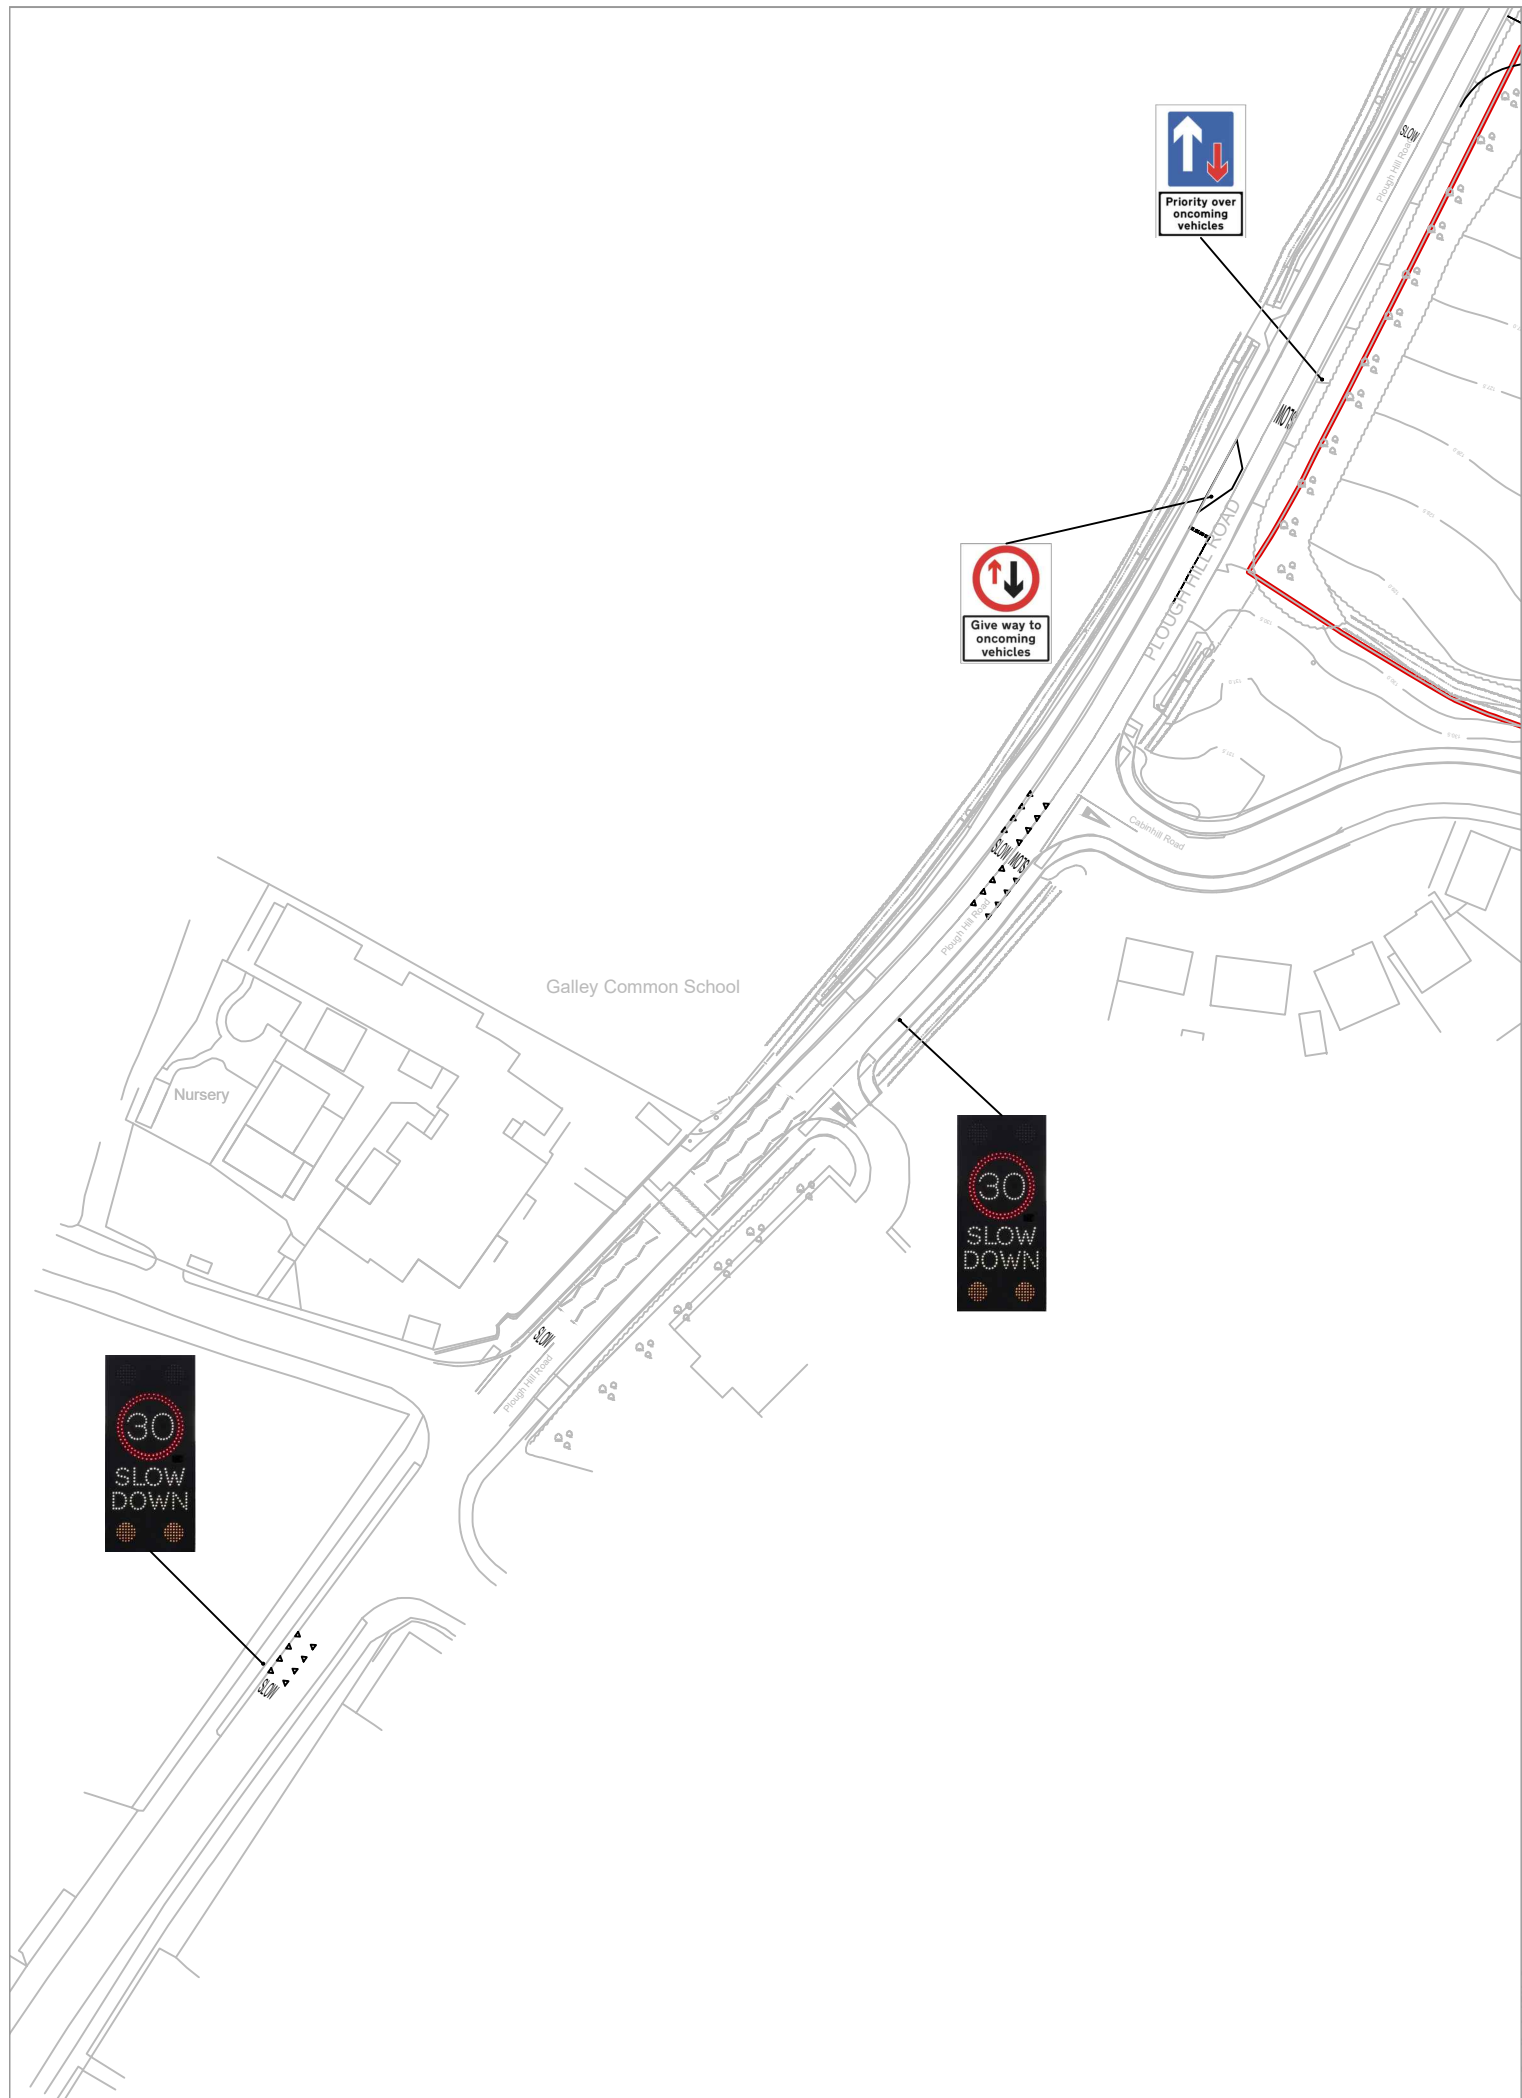 SLOW
Plough Hill Road
Priority over
oncoming
vehicles
SLOW
PLOUGH HILL ROAD
Give way to
oncoming
vehicles
Cabinhill Road
SLOW
SLOW
Plough Hill Road
Galley Common School
Nursery
30
SLOW
DOWN
SLOW
Plough Hill Road
30
SLOW
DOWN
SLOW